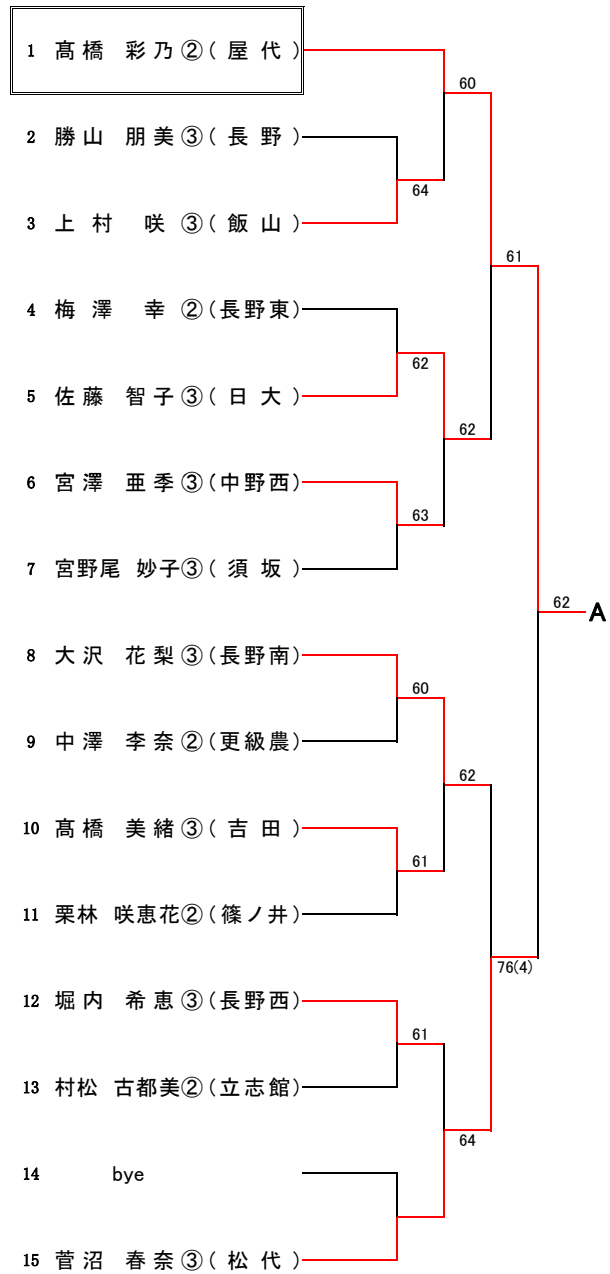 1 髙橋 彩乃②(屋代)
60
2 勝山 朋美③(長野)
64
3 上村 咲③(飯山)
61
4 梅澤 幸②(長野東)
62
5 佐藤 智子③(日大)
62
6 宮澤 亜季③(中野西)
63
7 宮野尾 妙子③(須坂)
62 A
8 大沢 花梨③(長野南)
60
9 中澤 李奈②(更級農)
62
10 髙橋 美緒③(吉田)
61
11 栗林 咲恵花②(篠ノ井)
76(4)
12 堀内 希恵③(長野西)
61
13 村松 古都美②(立志館)
64
14 bye
15 菅沼 春奈③(松代)